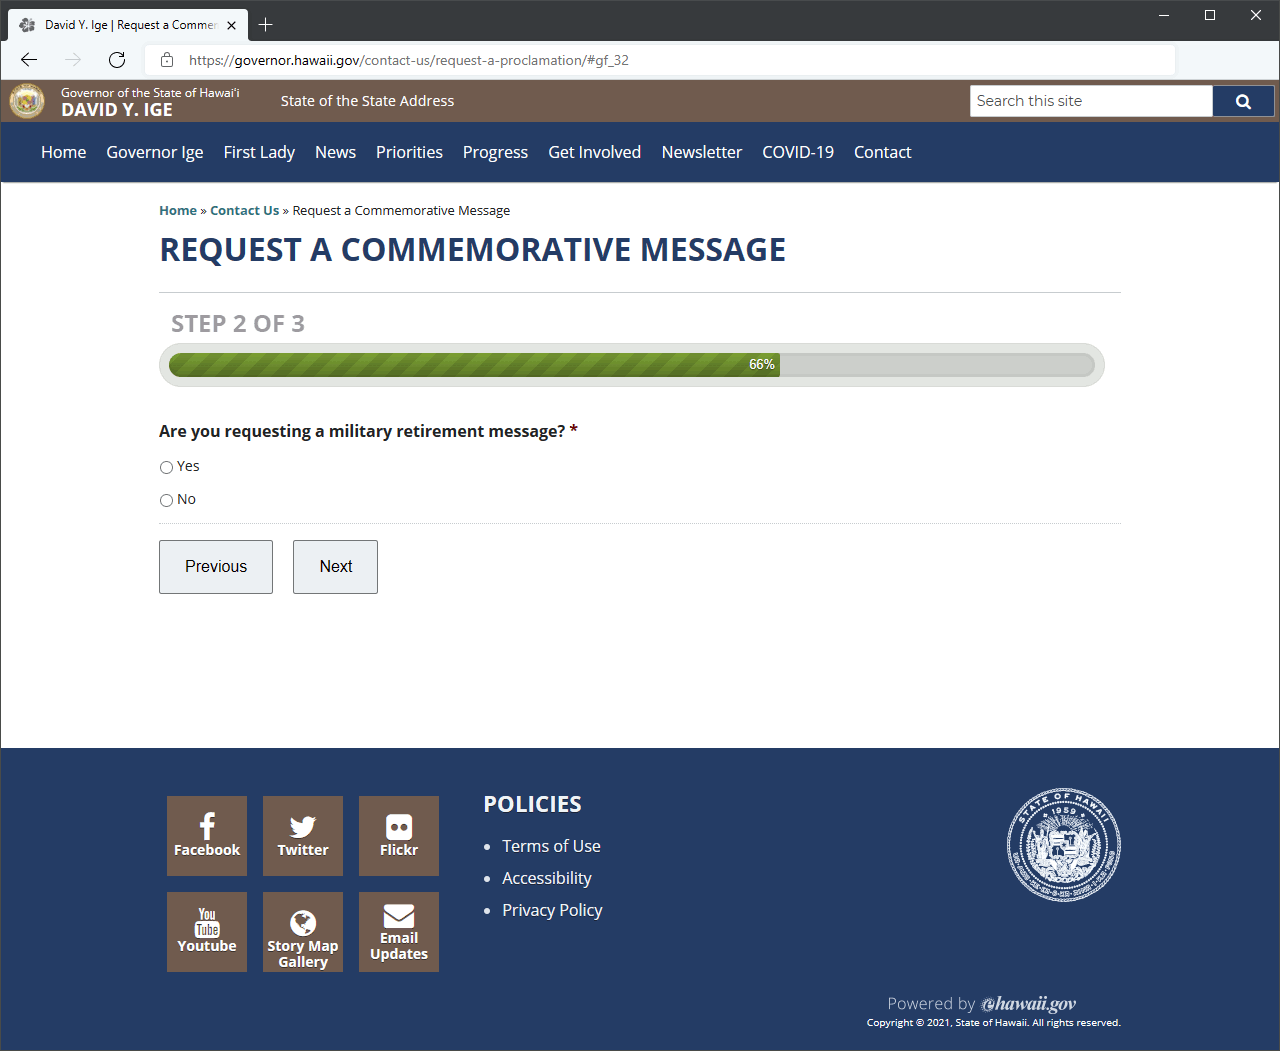 David Y. Ige | Request a Commem
https://governor.hawaii.gov/contact-us/request-a-proclamation/#gf_32
Governor of the State of Hawaiʻi
DAVID Y. IGE
State of the State Address
Search this site
Home Governor Ige First Lady News Priorities Progress Get Involved Newsletter COVID-19 Contact
Home » Contact Us » Request a Commemorative Message
REQUEST A COMMEMORATIVE MESSAGE
STEP 2 OF 3
66%
Are you requesting a military retirement message? *
Yes
No
Previous Next
Facebook Twitter Flickr
You
Tube
Youtube
Story Map
Gallery
Email
Updates
POLICIES
Terms of Use
Accessibility
Privacy Policy
STATE OF HAWAII
1959
Powered by ehawaii.gov
Copyright © 2021, State of Hawaii. All rights reserved.